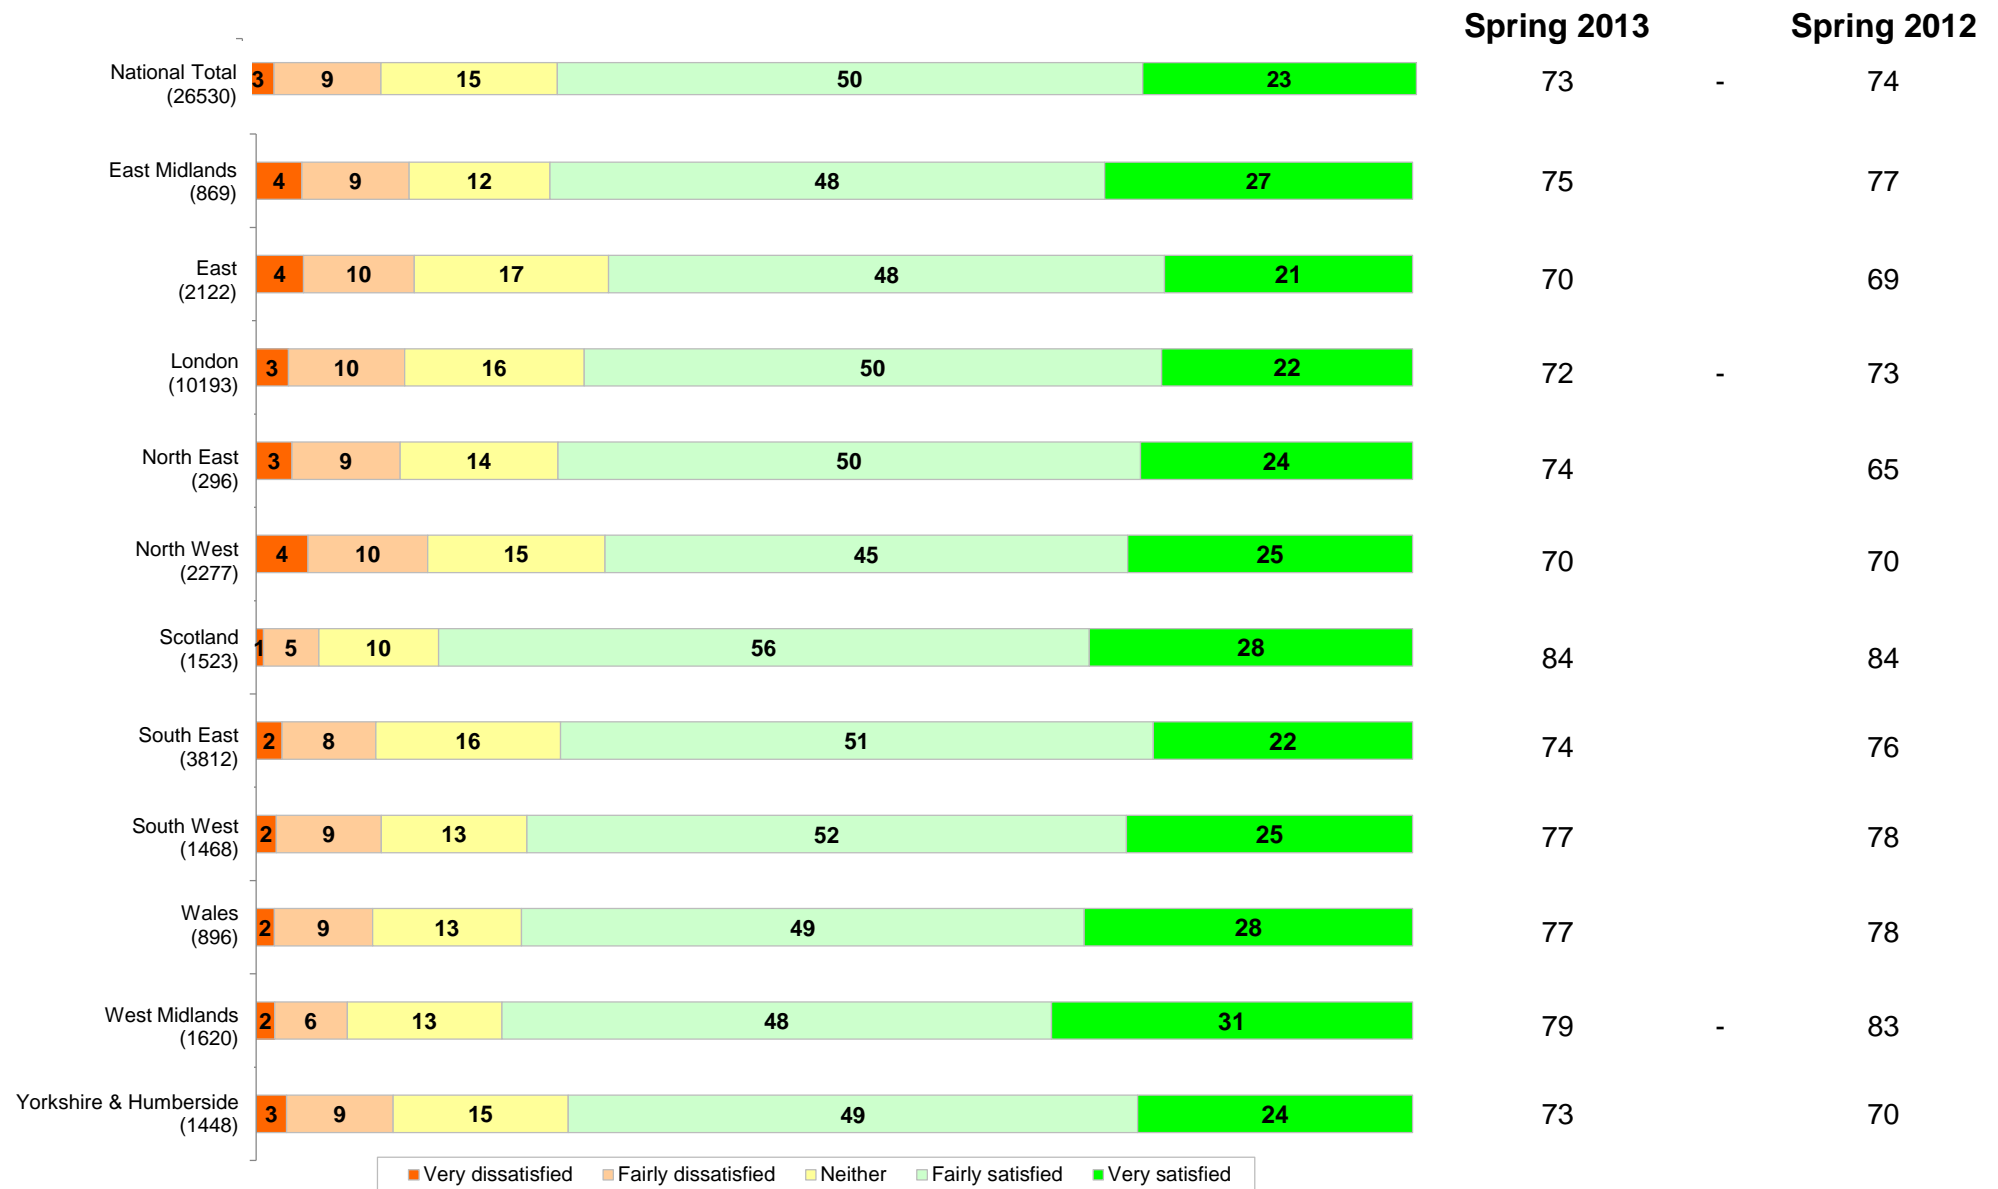 Spring 2013 Spring 2012
National Total
(26530)
3 9 15 50 23 73 - 74
East Midlands
(869)
4 9 12 48 27 75 77
East
(2122)
4 10 17 48 21 70 69
London
(10193)
3 10 16 50 22 72 - 73
North East
(296)
3 9 14 50 24 74 65
North West
(2277)
4 10 15 45 25 70 70
Scotland
(1523)
1 5 10 56 28 84 84
South East
(3812)
2 8 16 51 22 74 76
South West
(1468)
2 9 13 52 25 77 78
Wales
(896)
2 9 13 49 28 77 78
West Midlands
(1620)
2 6 13 48 31 79 - 83
Yorkshire & Humberside
(1448)
3 9 15 49 24 73 70
Very dissatisfied Fairly dissatisfied Neither Fairly satisfied Very satisfied